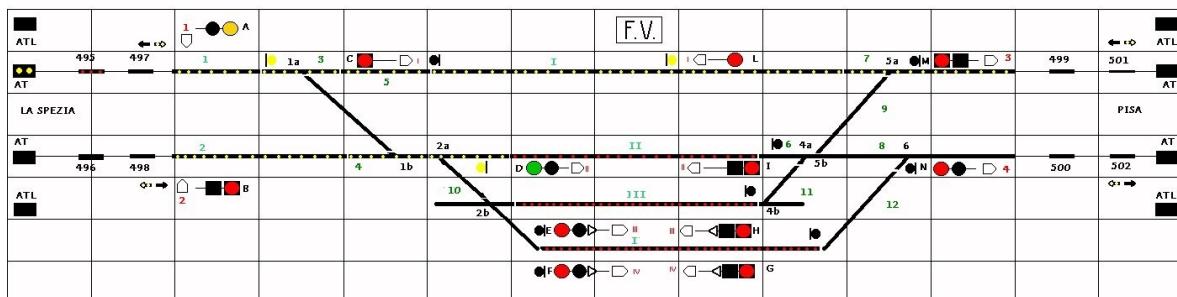 F.V.
1 A
ATL ATL
495 497 1 1a 3 C I I I L 7 5a M 3 499 501
AT 5 AT
LA SPEZIA 9 PISA
AT 2 2a II 6 4a 8 6 AT
496 498 4 1b D II II I 5b N 4 500 502
ATL B 10 III 11 ATL
2 2b 4b 12
E II II H
I
F IV IV G